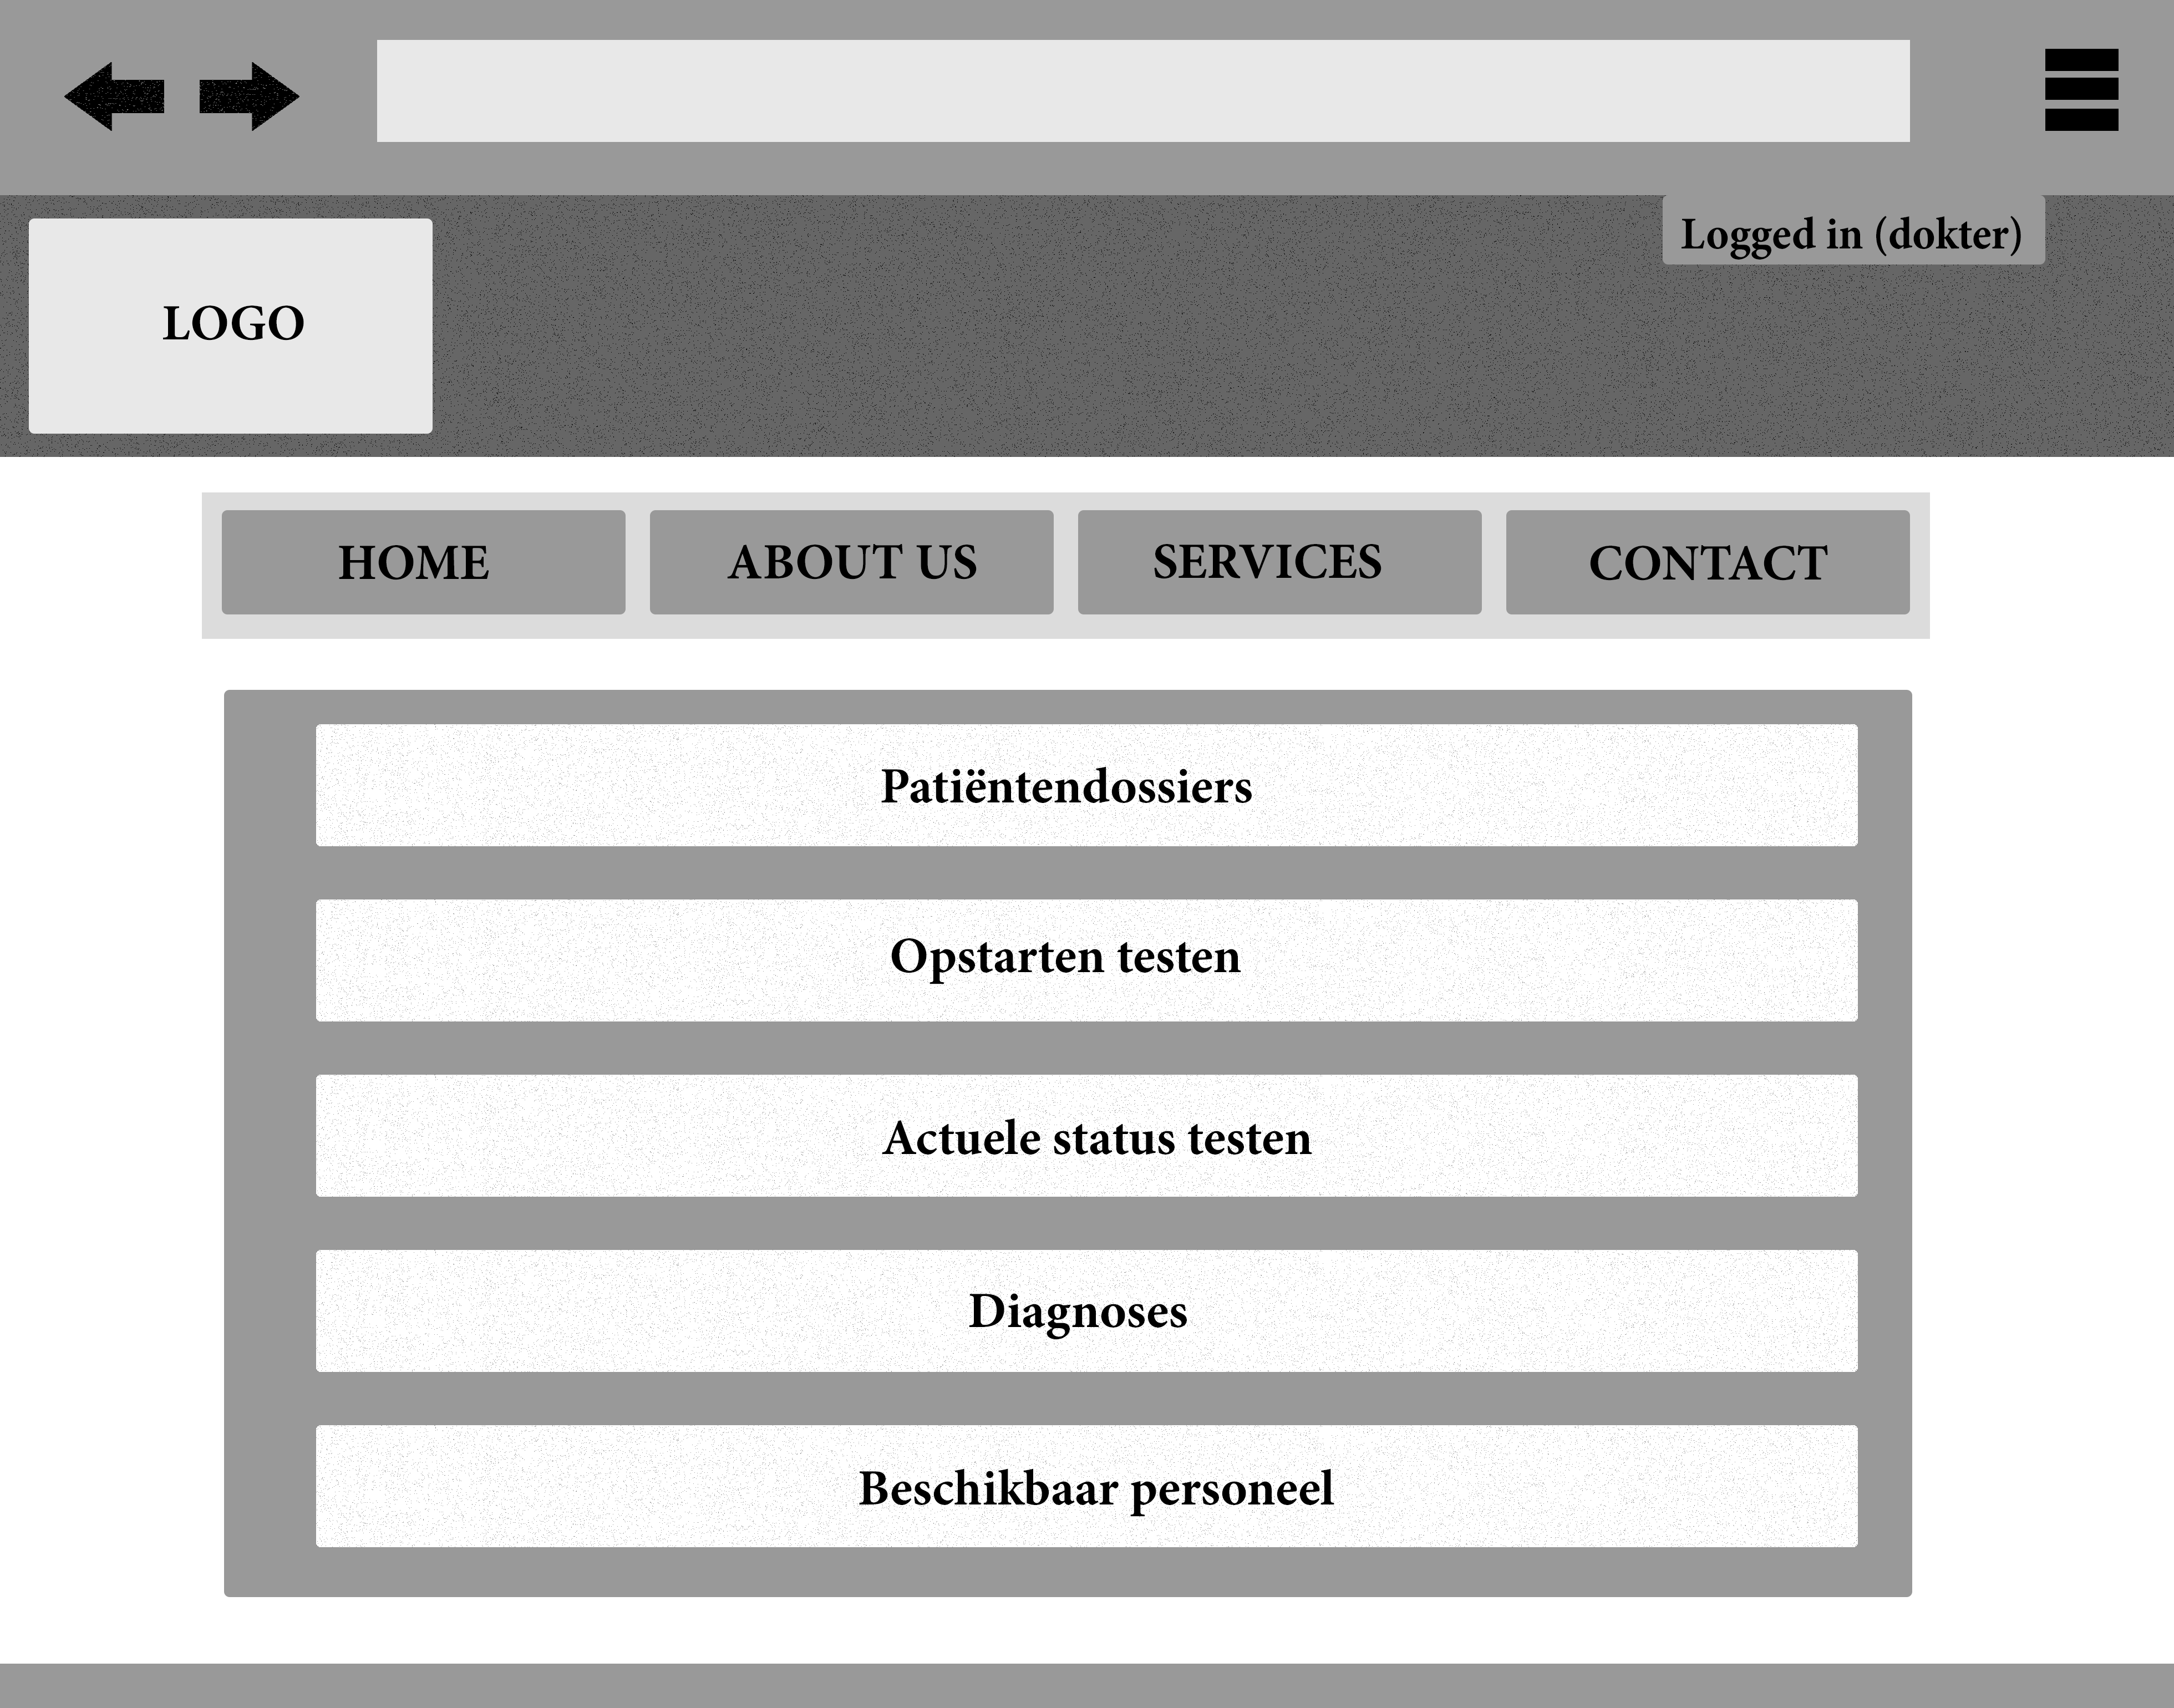 Logged in (dokter)
LOGO
HOME
ABOUT US
SERVICES
CONTACT
Patiëntendossiers
Opstarten testen
Actuele status testen
Diagnoses
Beschikbaar personeel